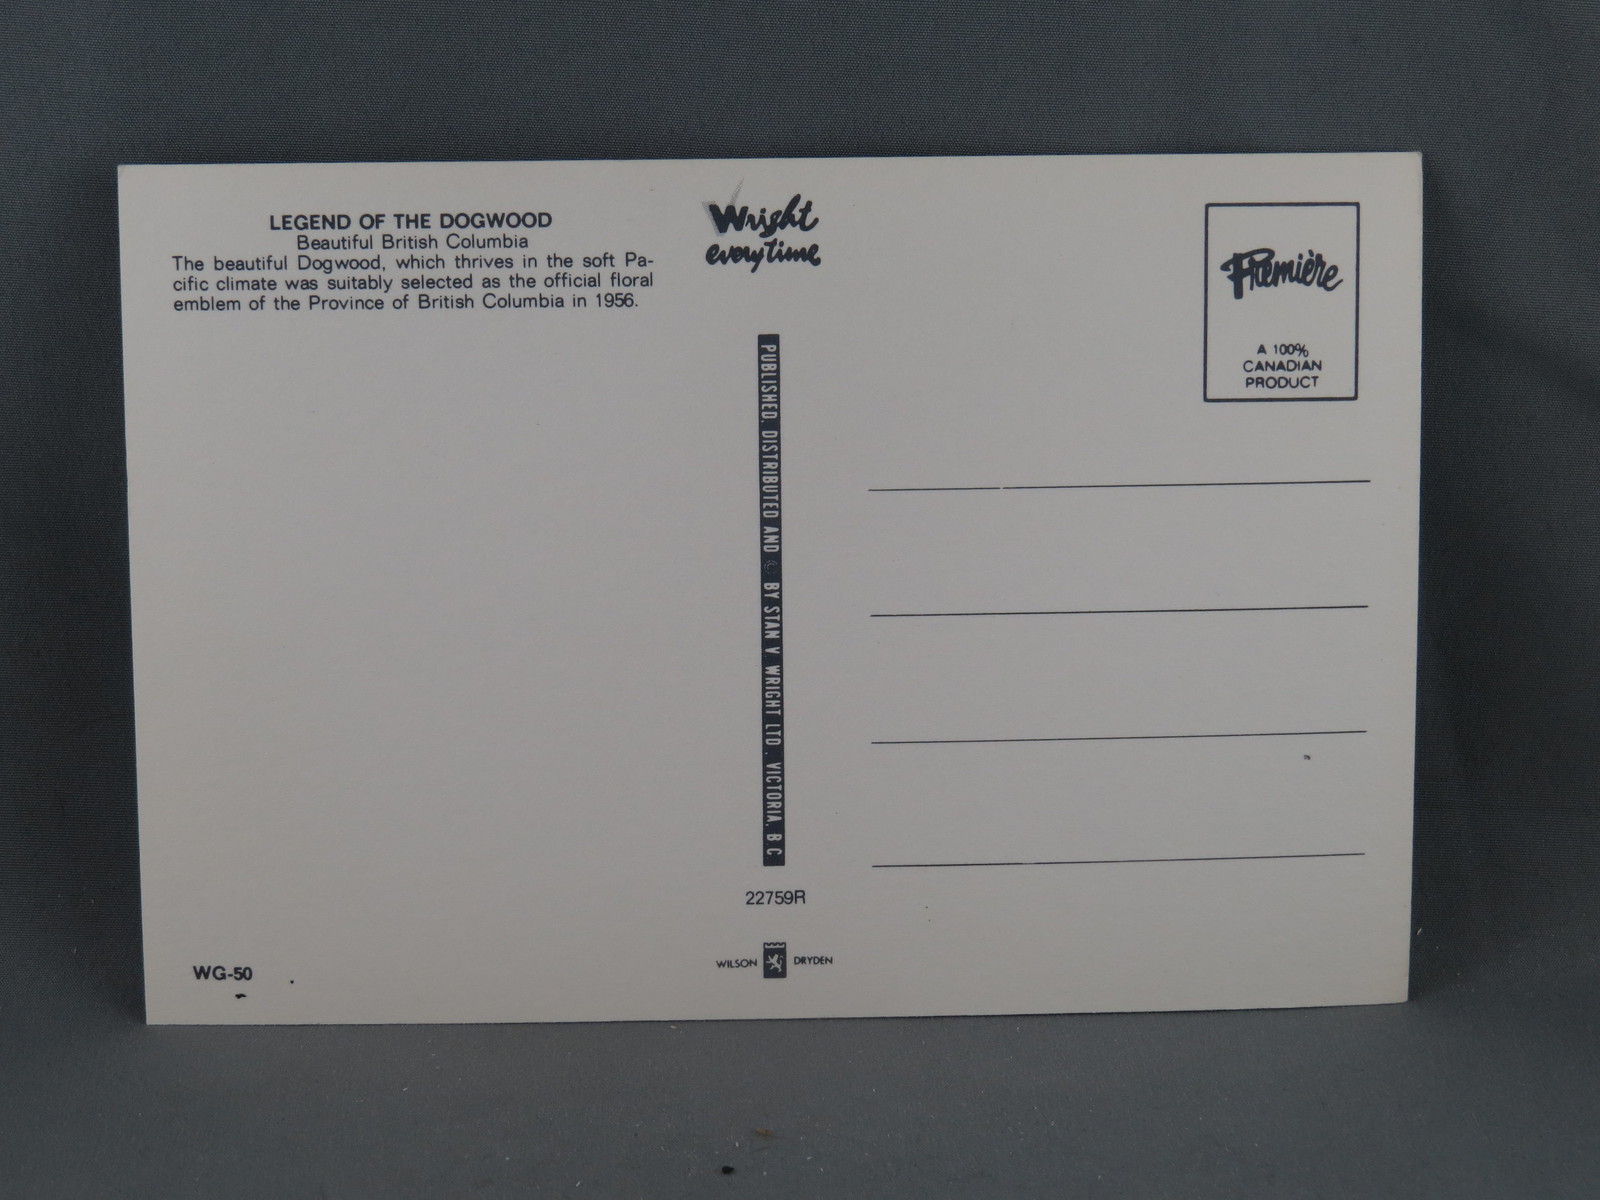 LEGEND OF THE DOGWOOD
Beautiful British Columbia
The beautiful Dogwood, which thrives in the soft Pa-
cific climate was suitably selected as the official floral
emblem of the Province of British Columbia in 1956.
Wright
everytime
Première
A 100%
CANADIAN
PRODUCT
PUBLISHED, DISTRIBUTED AND © BY STAN V. WRIGHT LTD., VICTORIA, B.C.
22759R
WILSON DRYDEN
WG-50